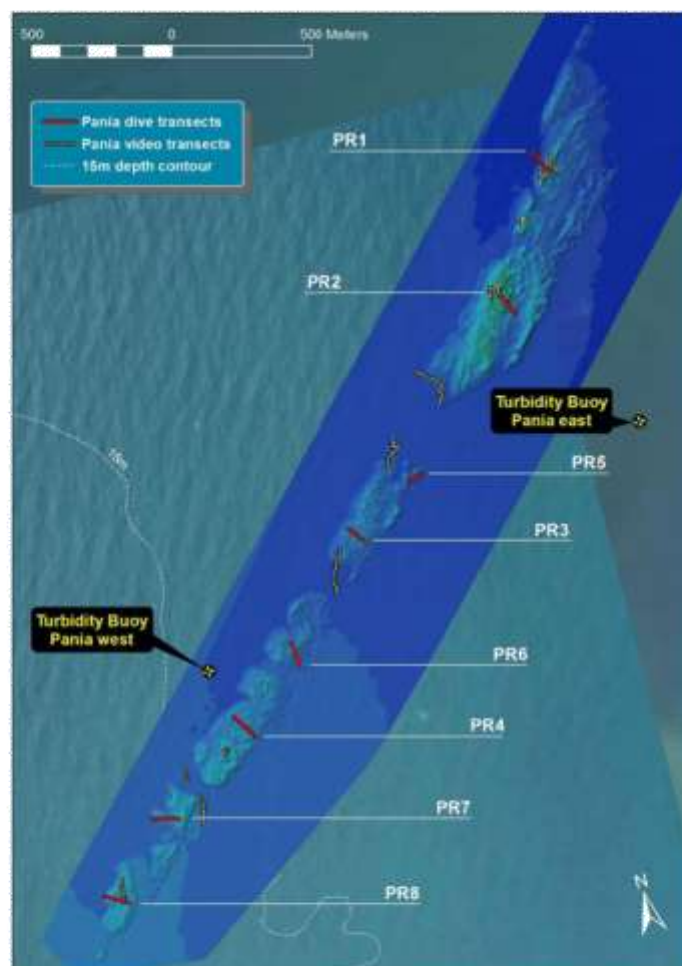 500 0 500 Meters
Pania dive transects
Pania video transects
15m depth contour
PR1
PR2
Turbidity Buoy
Pania east
15m
PR5
PR3
Turbidity Buoy
Pania west
PR6
PR4
PR7
PR8
N